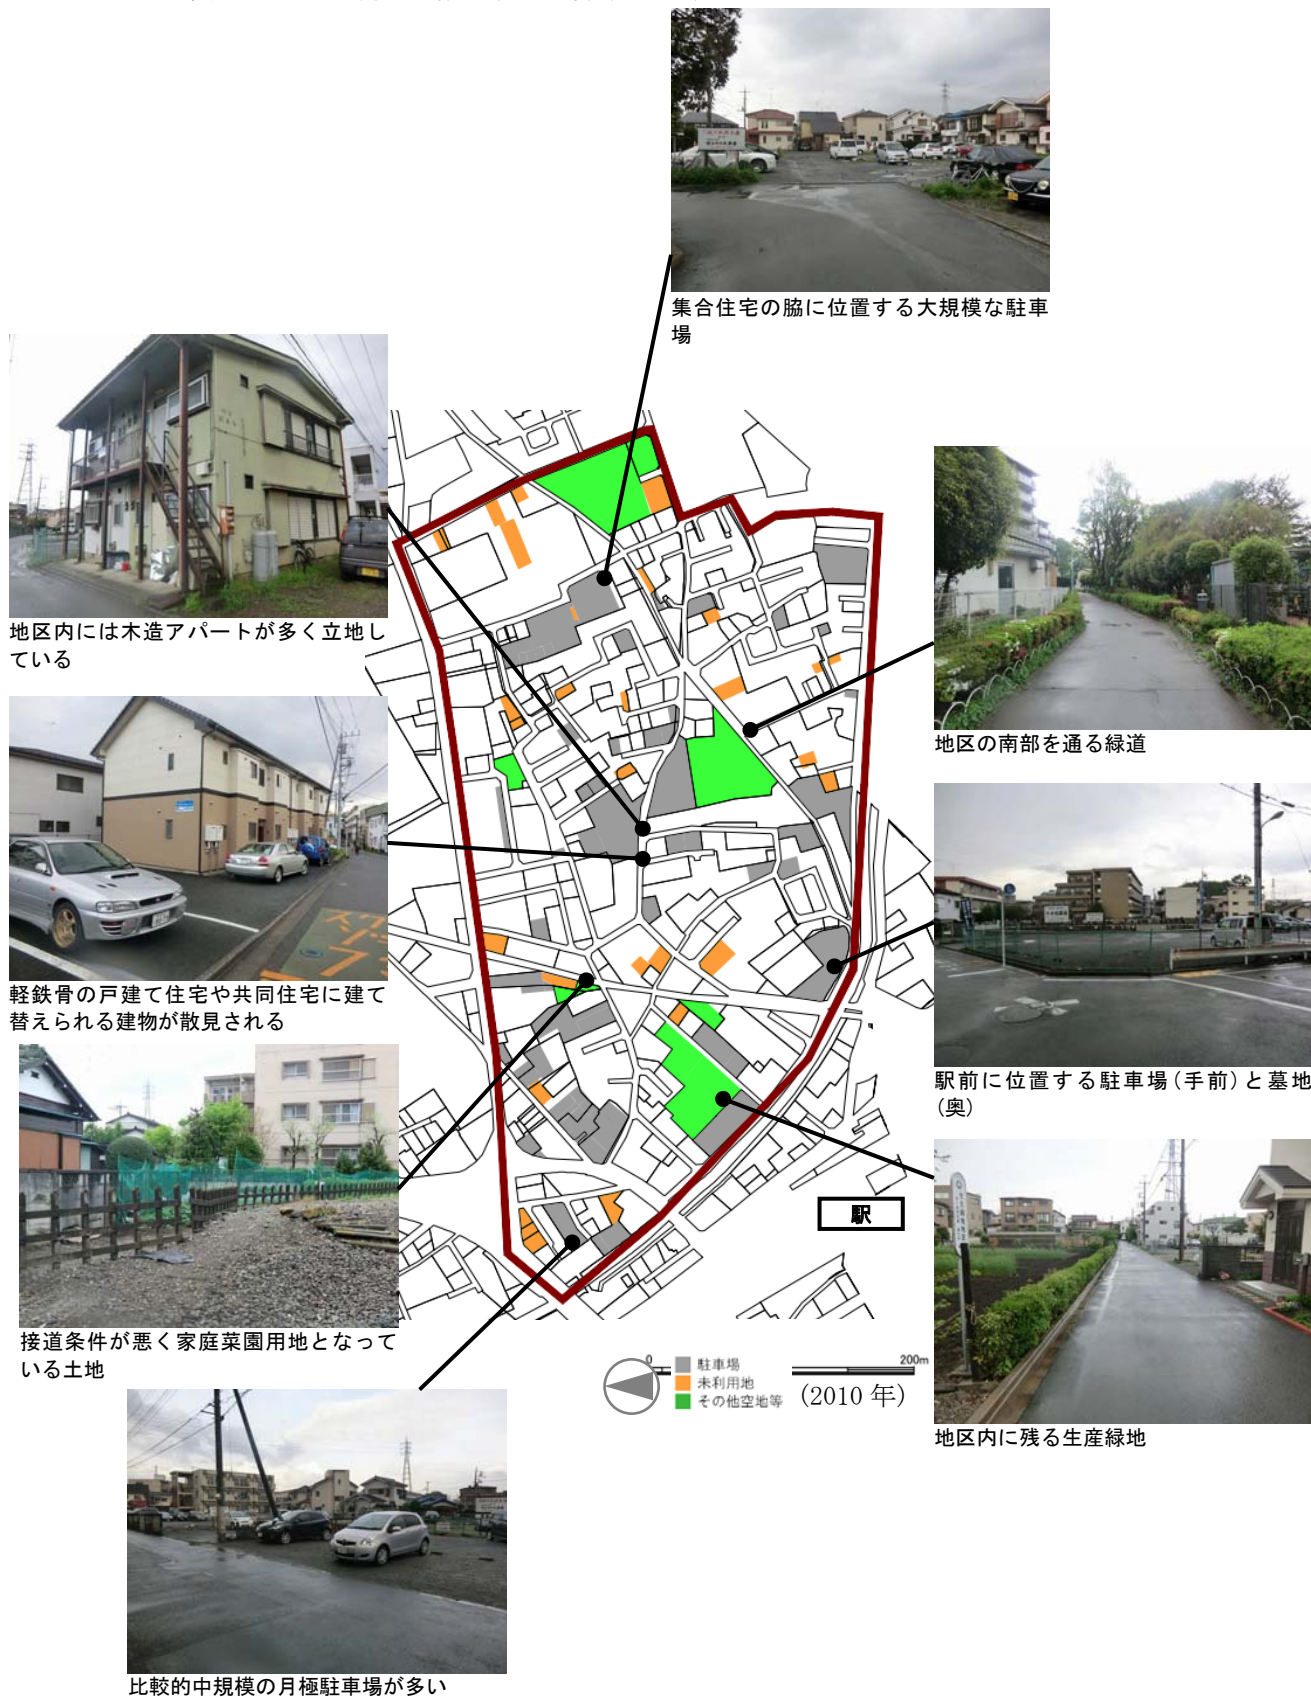 集合住宅の脇に位置する大規模な駐車
場
地区内には木造アパートが多く立地し
ている
地区の南部を通る緑道
軽鉄骨の戸建て住宅や共同住宅に建て
替えられる建物が散見される
駅前に位置する駐車場(手前)と墓地
(奥)
駅
接道条件が悪く家庭菜園用地となって
いる土地
0 200m
駐車場
未利用地
その他空地等
(2010 年)
地区内に残る生産緑地
比較的中規模の月極駐車場が多い